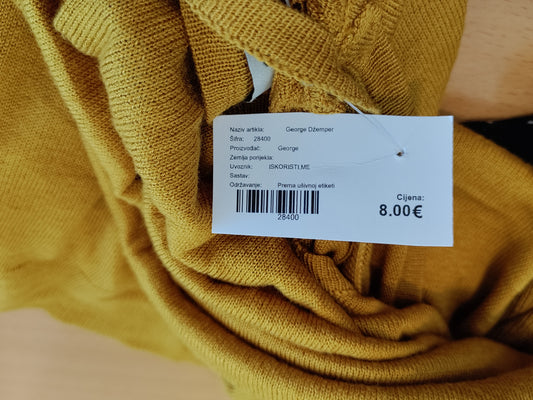 Naziv artikla: George Džemper
Šifra: 28400
Proizvođač: George
Zemlja porijekla:
Uvoznik: ISKORISTI.ME
Sastav:
Održavanje: Prema ušivnoj etiketi
28400
Cijena:
8.00€